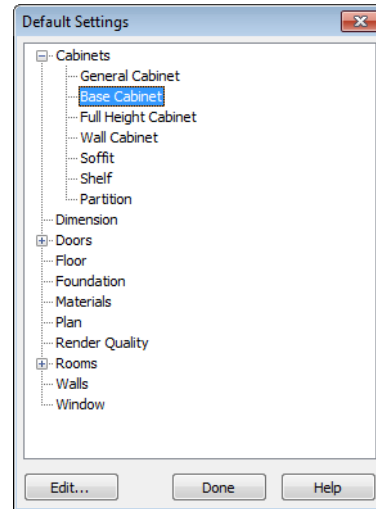 Default Settings
Cabinets
General Cabinet
Base Cabinet
Full Height Cabinet
Wall Cabinet
Soffit
Shelf
Partition
Dimension
Doors
Floor
Foundation
Materials
Plan
Render Quality
Rooms
Walls
Window
Edit... Done Help